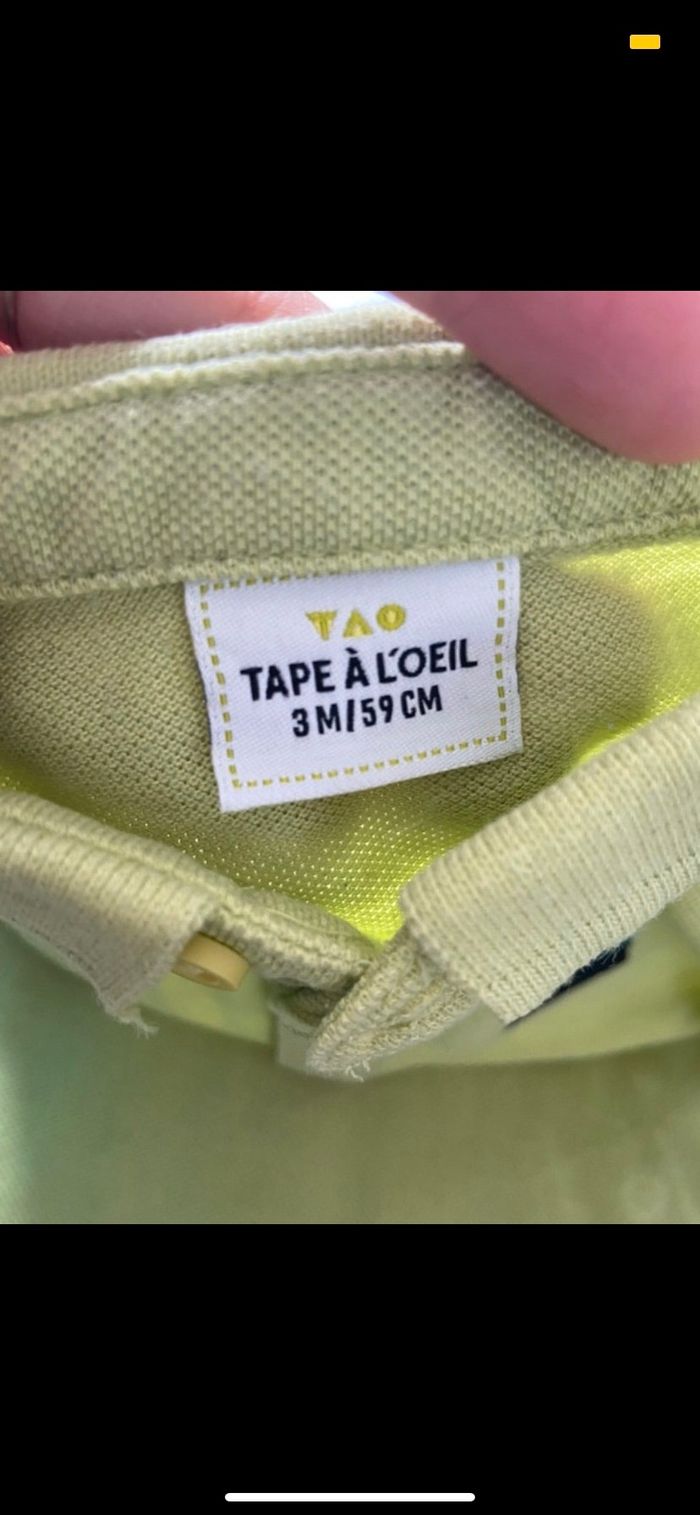 TAO
TAPE À L'OEIL
3 M/59 CM